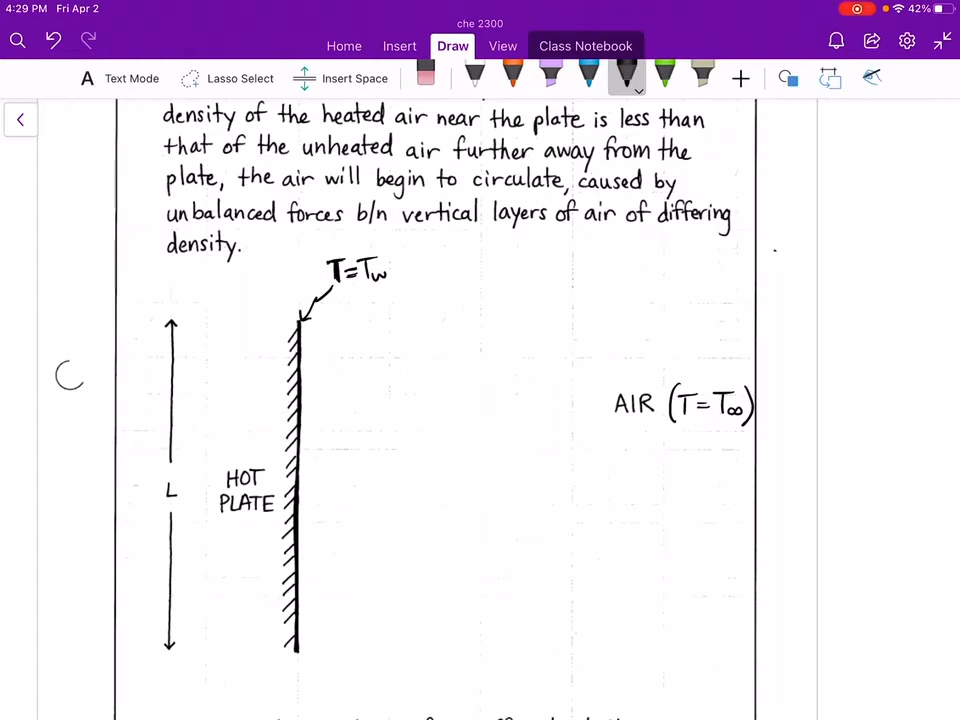 4:29 PM Fri Apr 2
42%
che 2300
Home Insert Draw View Class Notebook
A Text Mode Lasso Select Insert Space
density of the heated air near the plate is less than
that of the unheated air further away from the
plate, the air will begin to circulate, caused by
unbalanced forces b/n vertical layers of air of differing
density.
T=Tw
AIR (T=T∞)
HOT
PLATE
L